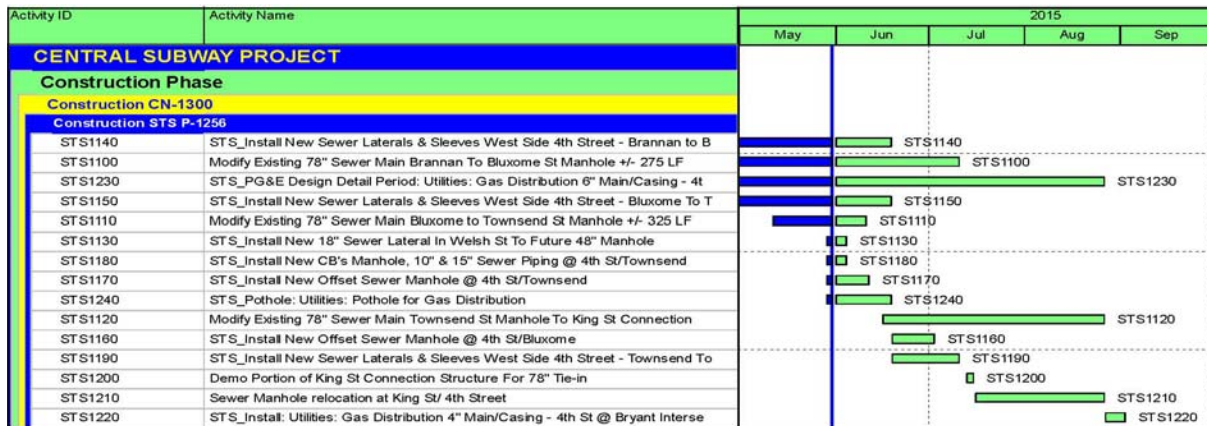 Activity ID Activity Name 2015
May Jun Jul Aug Sep
CENTRAL SUBWAY PROJECT
Construction Phase
Construction CN-1300
Construction STS P-1256
STS1140 STS_Install New Sewer Laterals & Sleeves West Side 4th Street - Brannan to B STS1140
STS1100 Modify Existing 78" Sewer Main Brannan To Bluxome St Manhole +/- 275 LF STS1100
STS1230 STS_PG&E Design Detail Period: Utilities: Gas Distribution 6" Main/Casing - 4t STS1230
STS1150 STS_Install New Sewer Laterals & Sleeves West Side 4th Street - Bluxome To T STS1150
STS1110 Modify Existing 78" Sewer Main Bluxome to Townsend St Manhole +/- 325 LF STS1110
STS1130 STS_Install New 18" Sewer Lateral In Welsh St To Future 48" Manhole STS1130
STS1180 STS_Install New CB's Manhole, 10" & 15" Sewer Piping @ 4th St/Townsend STS1180
STS1170 STS_Install New Offset Sewer Manhole @ 4th St/Townsend STS1170
STS1240 STS_Pothole: Utilities: Pothole for Gas Distribution STS1240
STS1120 Modify Existing 78" Sewer Main Townsend St Manhole To King St Connection STS1120
STS1160 STS_Install New Offset Sewer Manhole @ 4th St/Bluxome STS1160
STS1190 STS_Install New Sewer Laterals & Sleeves West Side 4th Street - Townsend To STS1190
STS1200 Demo Portion of King St Connection Structure For 78" Tie-in STS1200
STS1210 Sewer Manhole relocation at King St/ 4th Street STS1210
STS1220 STS_Install: Utilities: Gas Distribution 4" Main/Casing - 4th St @ Bryant Interse STS1220